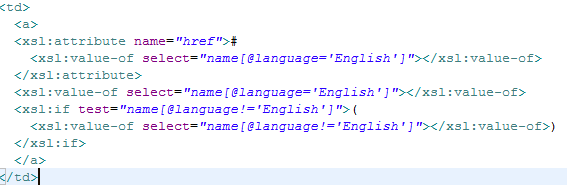 <td>
<a>
<xsl:attribute name="href">#
<xsl:value-of select="name[@language='English']"></xsl:value-of>
</xsl:attribute>
<xsl:value-of select="name[@language='English']"></xsl:value-of>
<xsl:if test="name[@language!='English']">(
<xsl:value-of select="name[@language!='English']"></xsl:value-of>)
</xsl:if>
</a>
</td>